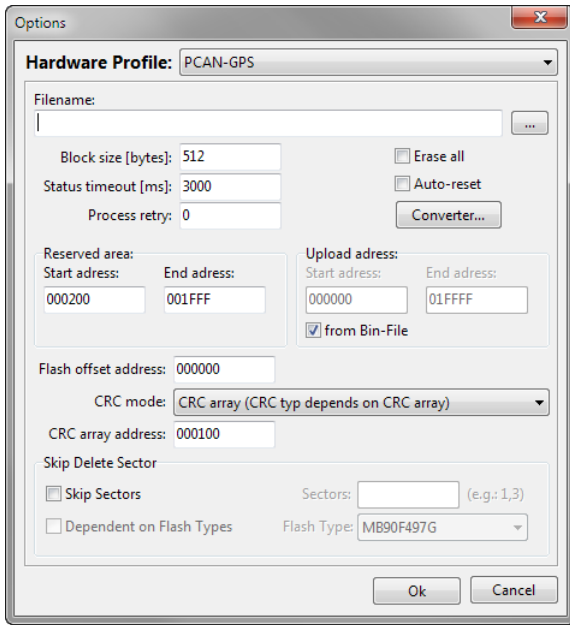 Options
Hardware Profile: PCAN-GPS
Filename:
...
Block size [bytes]: 512
Erase all
Status timeout [ms]: 3000
Auto-reset
Process retry: 0
Converter...
Reserved area:
Start adress: End adress:
000200 001FFF
Upload adress:
Start adress: End adress:
000000 01FFFF
from Bin-File
Flash offset address: 000000
CRC mode: CRC array (CRC typ depends on CRC array)
CRC array address: 000100
Skip Delete Sector
Skip Sectors Sectors: (e.g.: 1,3)
Dependent on Flash Types Flash Type: MB90F497G
Ok Cancel